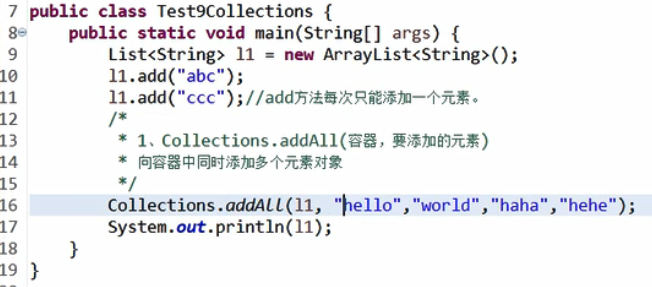 7 public class Test9Collections {
8 public static void main(String[] args) {
9 List<String> l1 = new ArrayList<String>();
10 l1.add("abc");
11 l1.add("ccc");//add方法每次只能添加一个元素。
12 /*
13 * 1、Collections.addAll(容器，要添加的元素)
14 * 向容器中同时添加多个元素对象
15 */
16 Collections.addAll(l1, "hello","world","haha","hehe");
17 System.out.println(l1);
18 }
19 }